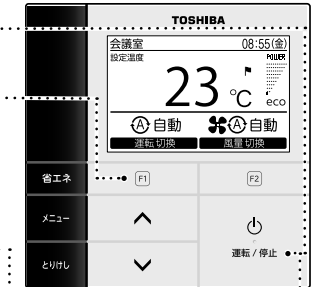 TOSHIBA
会議室 08:55(金)
設定温度 POWER
23 °C eco
A 自動 A 自動
運転切換 風量切換
省エネ F1 F2
メニュー
運転 / 停止
とりけし